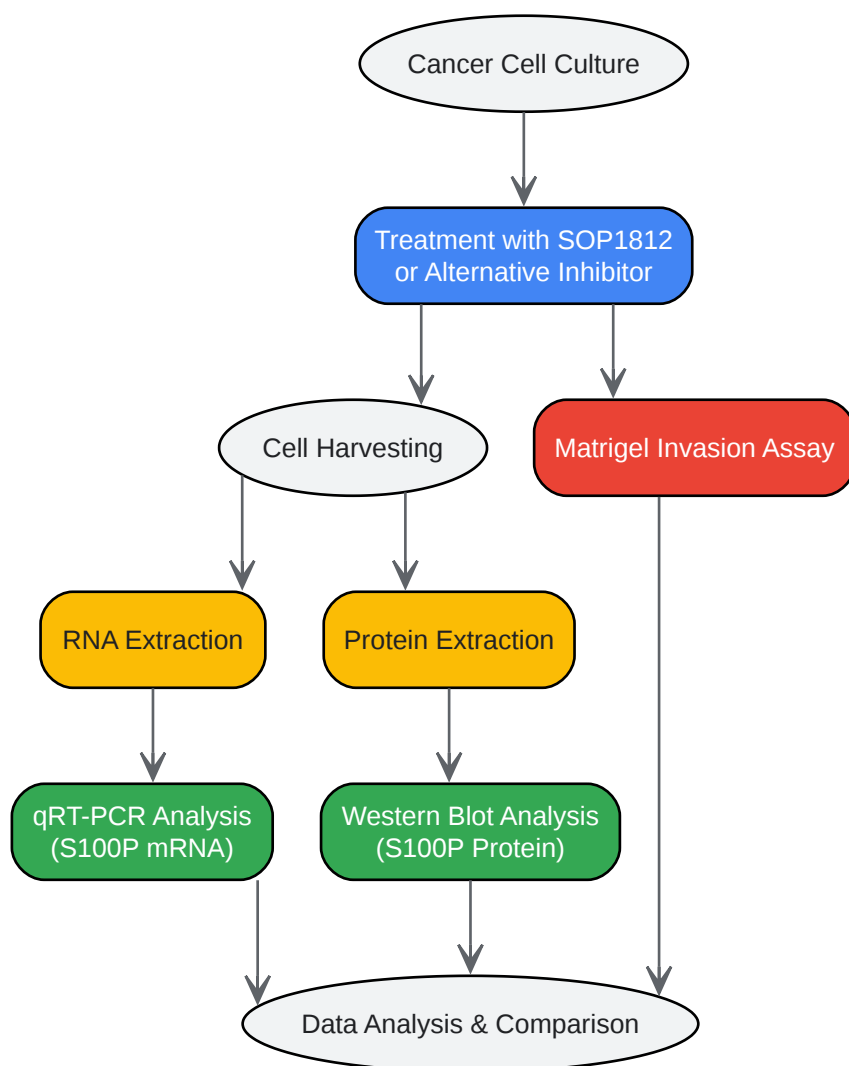 Cancer Cell Culture
Treatment with SOP1812
or Alternative Inhibitor
Cell Harvesting
Matrigel Invasion Assay
RNA Extraction
Protein Extraction
qRT-PCR Analysis
(S100P mRNA)
Western Blot Analysis
(S100P Protein)
Data Analysis & Comparison